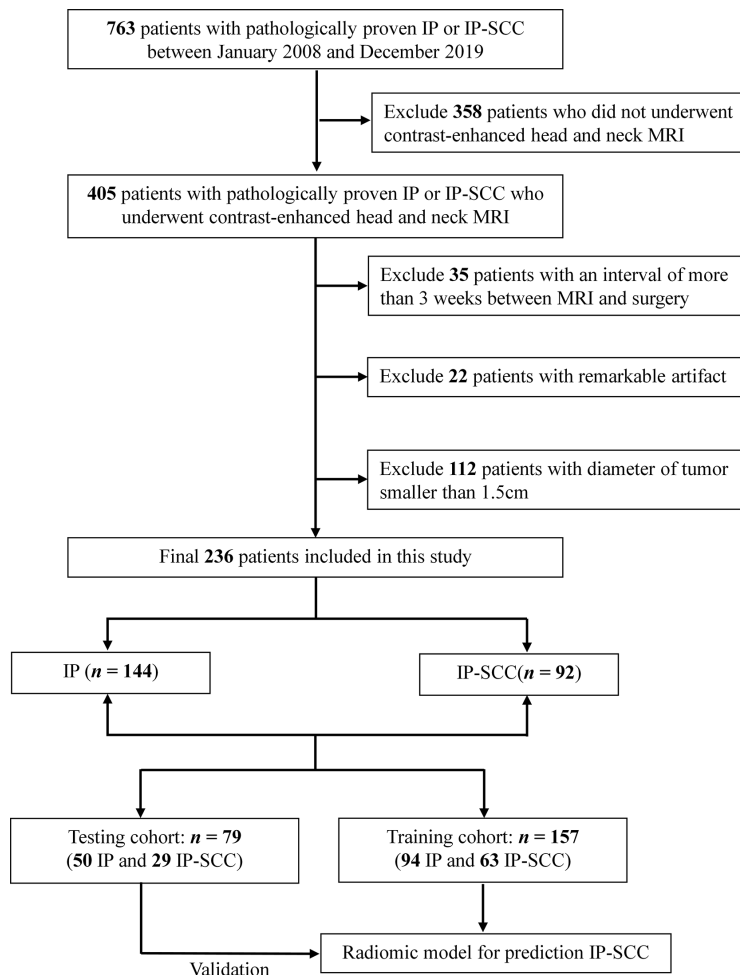 763 patients with pathologically proven IP or IP-SCC
between January 2008 and December 2019
Exclude 358 patients who did not underwent
contrast-enhanced head and neck MRI
405 patients with pathologically proven IP or IP-SCC who
underwent contrast-enhanced head and neck MRI
Exclude 35 patients with an interval of more
than 3 weeks between MRI and surgery
Exclude 22 patients with remarkable artifact
Exclude 112 patients with diameter of tumor
smaller than 1.5cm
Final 236 patients included in this study
IP (n = 144)
IP-SCC(n = 92)
Testing cohort: n = 79
(50 IP and 29 IP-SCC)
Training cohort: n = 157
(94 IP and 63 IP-SCC)
Radiomic model for prediction IP-SCC
Validation